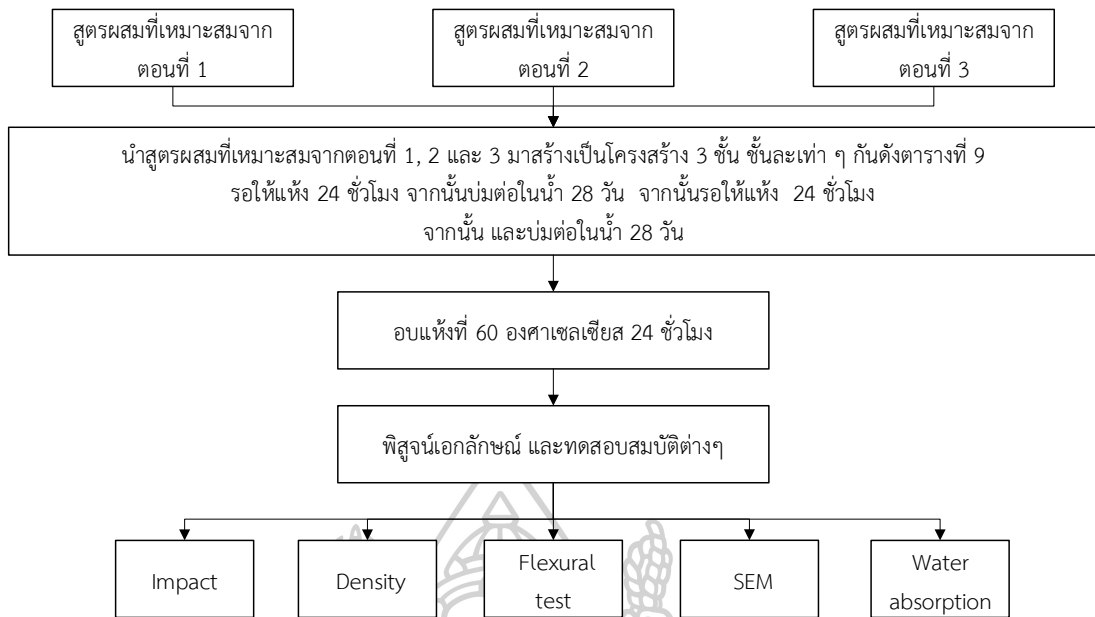 สูตรผสมที่เหมาะสมจาก
ตอนที่ 1
สูตรผสมที่เหมาะสมจาก
ตอนที่ 2
สูตรผสมที่เหมาะสมจาก
ตอนที่ 3
นำสูตรผสมที่เหมาะสมจากตอนที่ 1, 2 และ 3 มาสร้างเป็นโครงสร้าง 3 ชั้น ชั้นละเท่า ๆ กันดังตารางที่ 9
รอให้แห้ง 24 ชั่วโมง จากนั้นบ่มต่อในน้ำ 28 วัน จากนั้นรอให้แห้ง 24 ชั่วโมง
จากนั้น และบ่มต่อในน้ำ 28 วัน
อบแห้งที่ 60 องศาเซลเซียส 24 ชั่วโมง
พิสูจน์เอกลักษณ์ และทดสอบสมบัติต่างๆ
Impact
Density
Flexural
test
SEM
Water
absorption